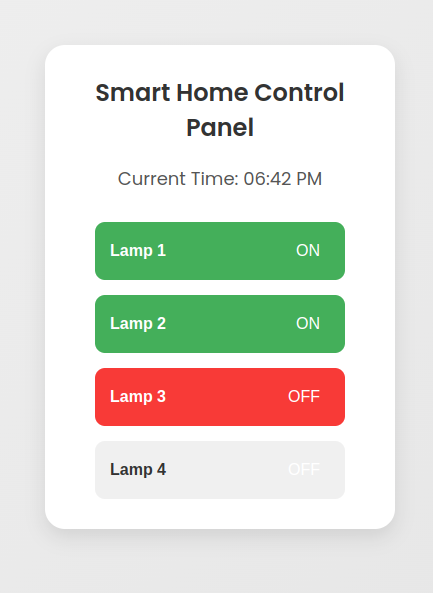 Smart Home Control
Panel
Current Time: 06:42 PM
Lamp 1 ON
Lamp 2 ON
Lamp 3 OFF
Lamp 4 OFF